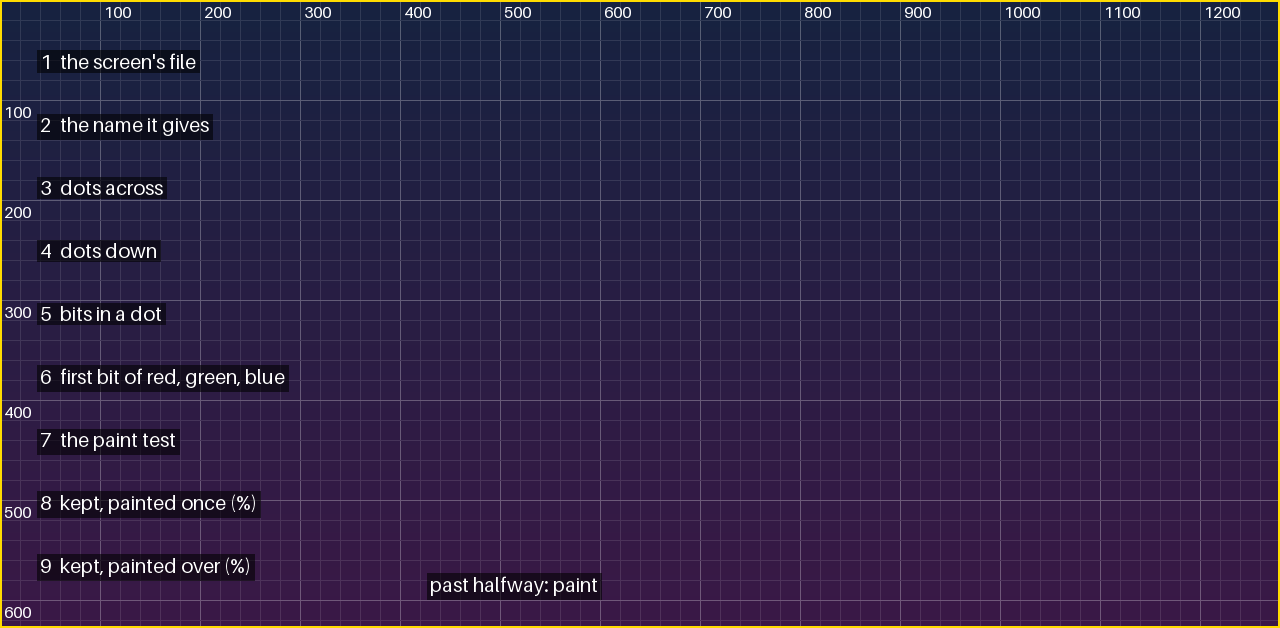 100 200 300 400 500 600 700 800 900 1000 1100 1200
1 the screen's file
100
2 the name it gives
3 dots across
200
4 dots down
300
5 bits in a dot
6 first bit of red, green, blue
400
7 the paint test
8 kept, painted once (%)
500
9 kept, painted over (%)
past halfway: paint
600